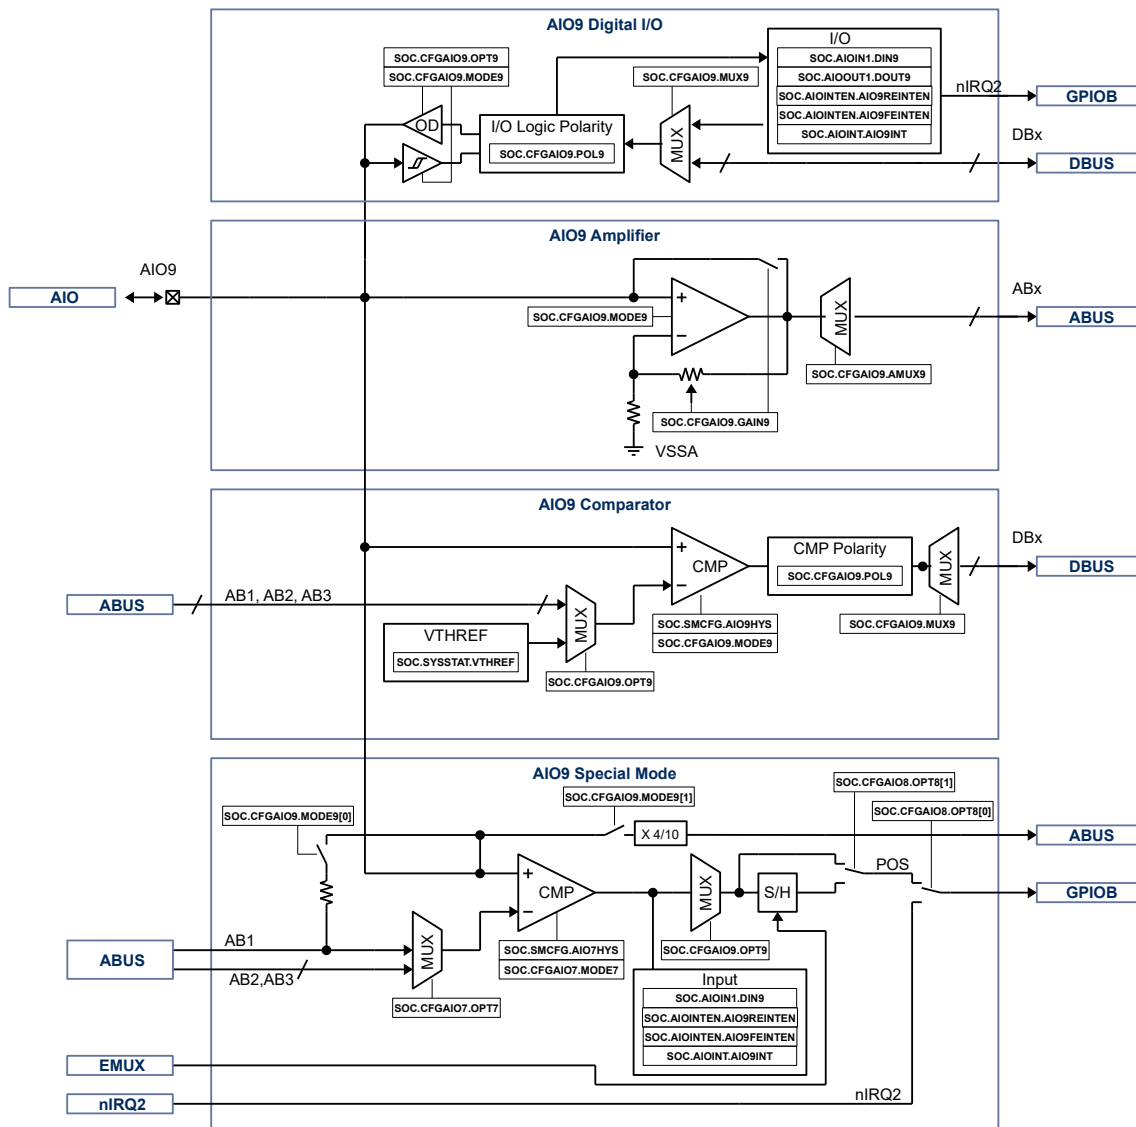 AIO9 Digital I/O
SOC.CFGAIO9.OPT9
SOC.CFGAIO9.MODE9
OD
I/O Logic Polarity
SOC.CFGAIO9.POL9
SOC.CFGAIO9.MUX9
MUX
I/O
SOC.AIOIN1.DIN9
SOC.AIOOUT1.DOUT9
SOC.AIOINTEN.AIO9REINTEN
SOC.AIOINTEN.AIO9FEINTEN
SOC.AIOINT.AIO9INT
nIRQ2
GPIOB
DBx
DBUS
AIO9 Amplifier
AIO9
AIO
SOC.CFGAIO9.MODE9
+
−
MUX
SOC.CFGAIO9.AMUX9
SOC.CFGAIO9.GAIN9
VSSA
ABx
ABUS
AIO9 Comparator
ABUS
AB1, AB2, AB3
VTHREF
SOC.SYSSTAT.VTHREF
MUX
SOC.CFGAIO9.OPT9
+
−
CMP
SOC.SMCFG.AIO9HYS
SOC.CFGAIO9.MODE9
CMP Polarity
SOC.CFGAIO9.POL9
MUX
SOC.CFGAIO9.MUX9
DBx
DBUS
AIO9 Special Mode
SOC.CFGAIO9.MODE9[0]
SOC.CFGAIO9.MODE9[1]
SOC.CFGAIO8.OPT8[1]
SOC.CFGAIO8.OPT8[0]
X 4/10
ABUS
+
−
CMP
SOC.SMCFG.AIO7HYS
SOC.CFGAIO7.MODE7
MUX
SOC.CFGAIO9.OPT9
S/H
POS
GPIOB
ABUS
AB1
AB2,AB3
MUX
SOC.CFGAIO7.OPT7
Input
SOC.AIOIN1.DIN9
SOC.AIOINTEN.AIO9REINTEN
SOC.AIOINTEN.AIO9FEINTEN
SOC.AIOINT.AIO9INT
EMUX
nIRQ2
nIRQ2